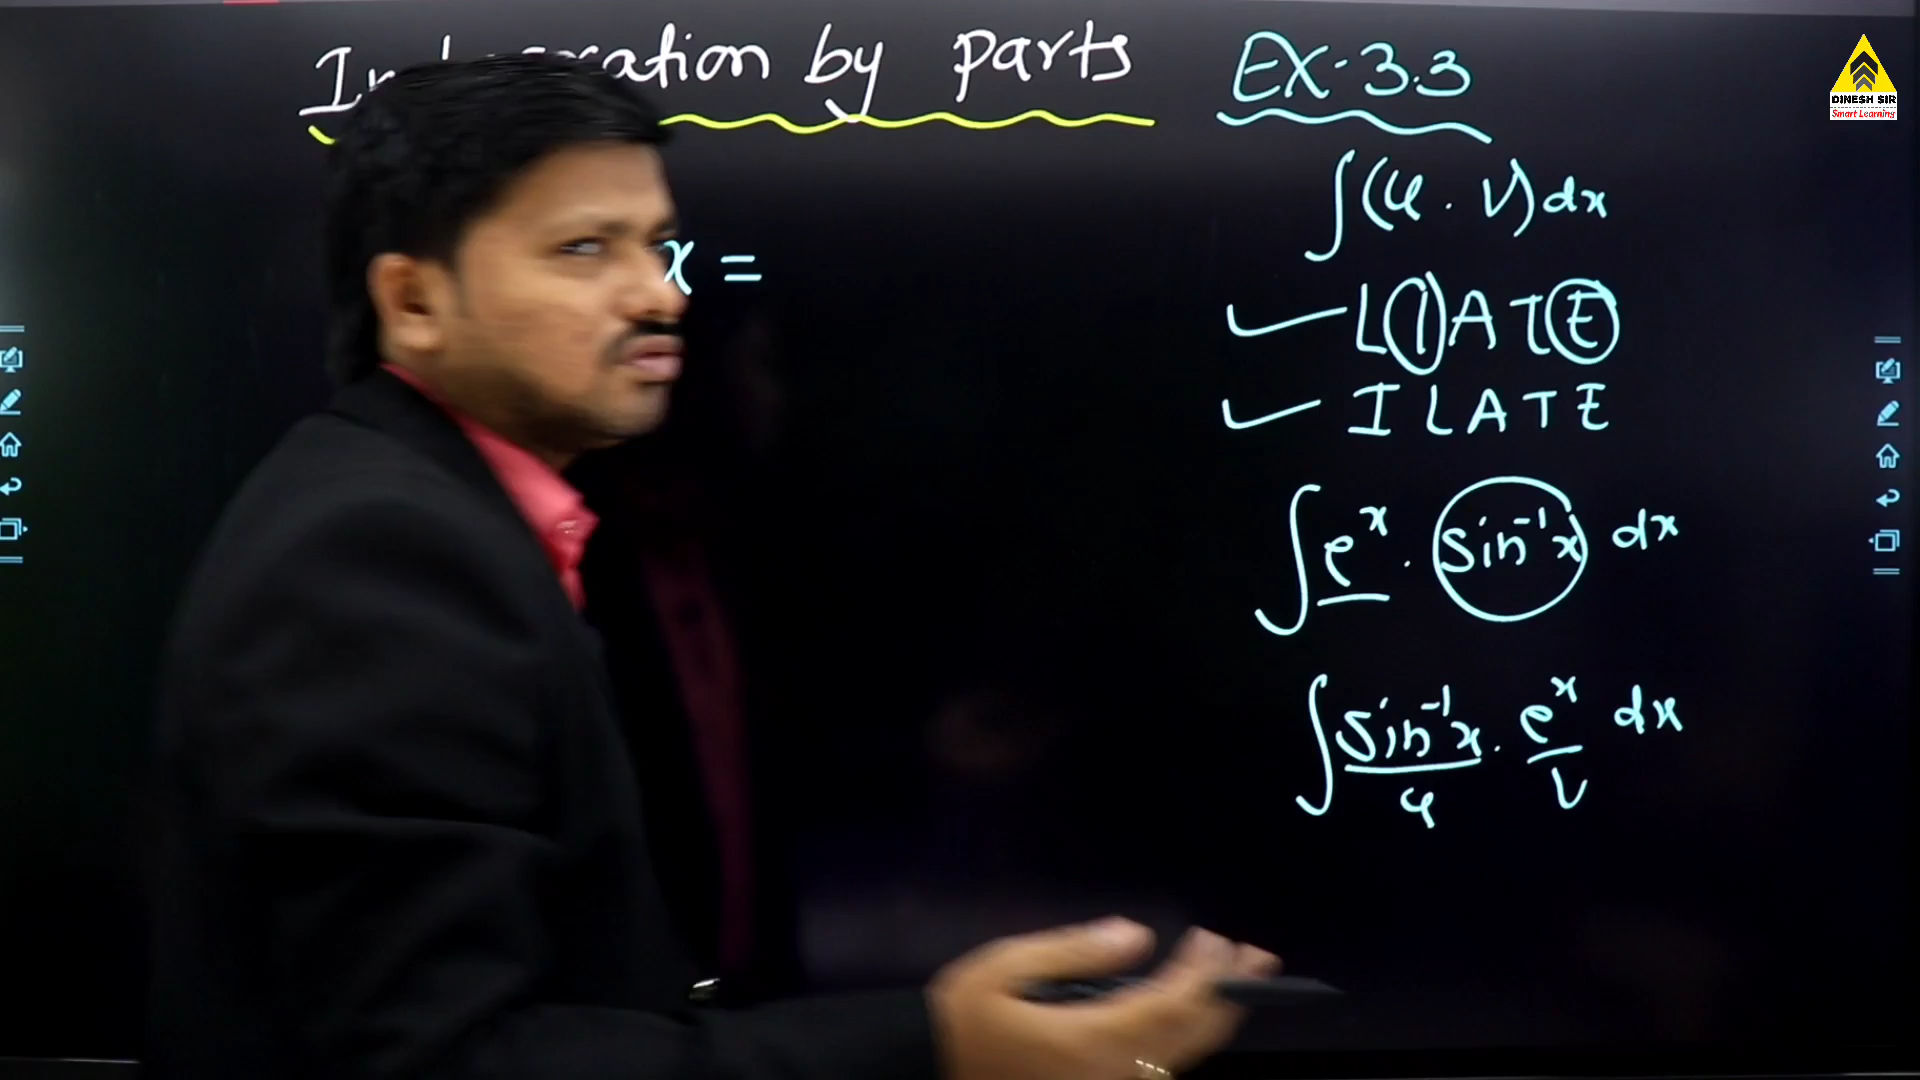 by parts EX·3.3
∫(u . v)dx
x =
LIATE
ILATE
∫eˣ . sin⁻¹x dx
∫sin⁻¹x . eˣ dx
u v
DINESH SIR
Smart Learning